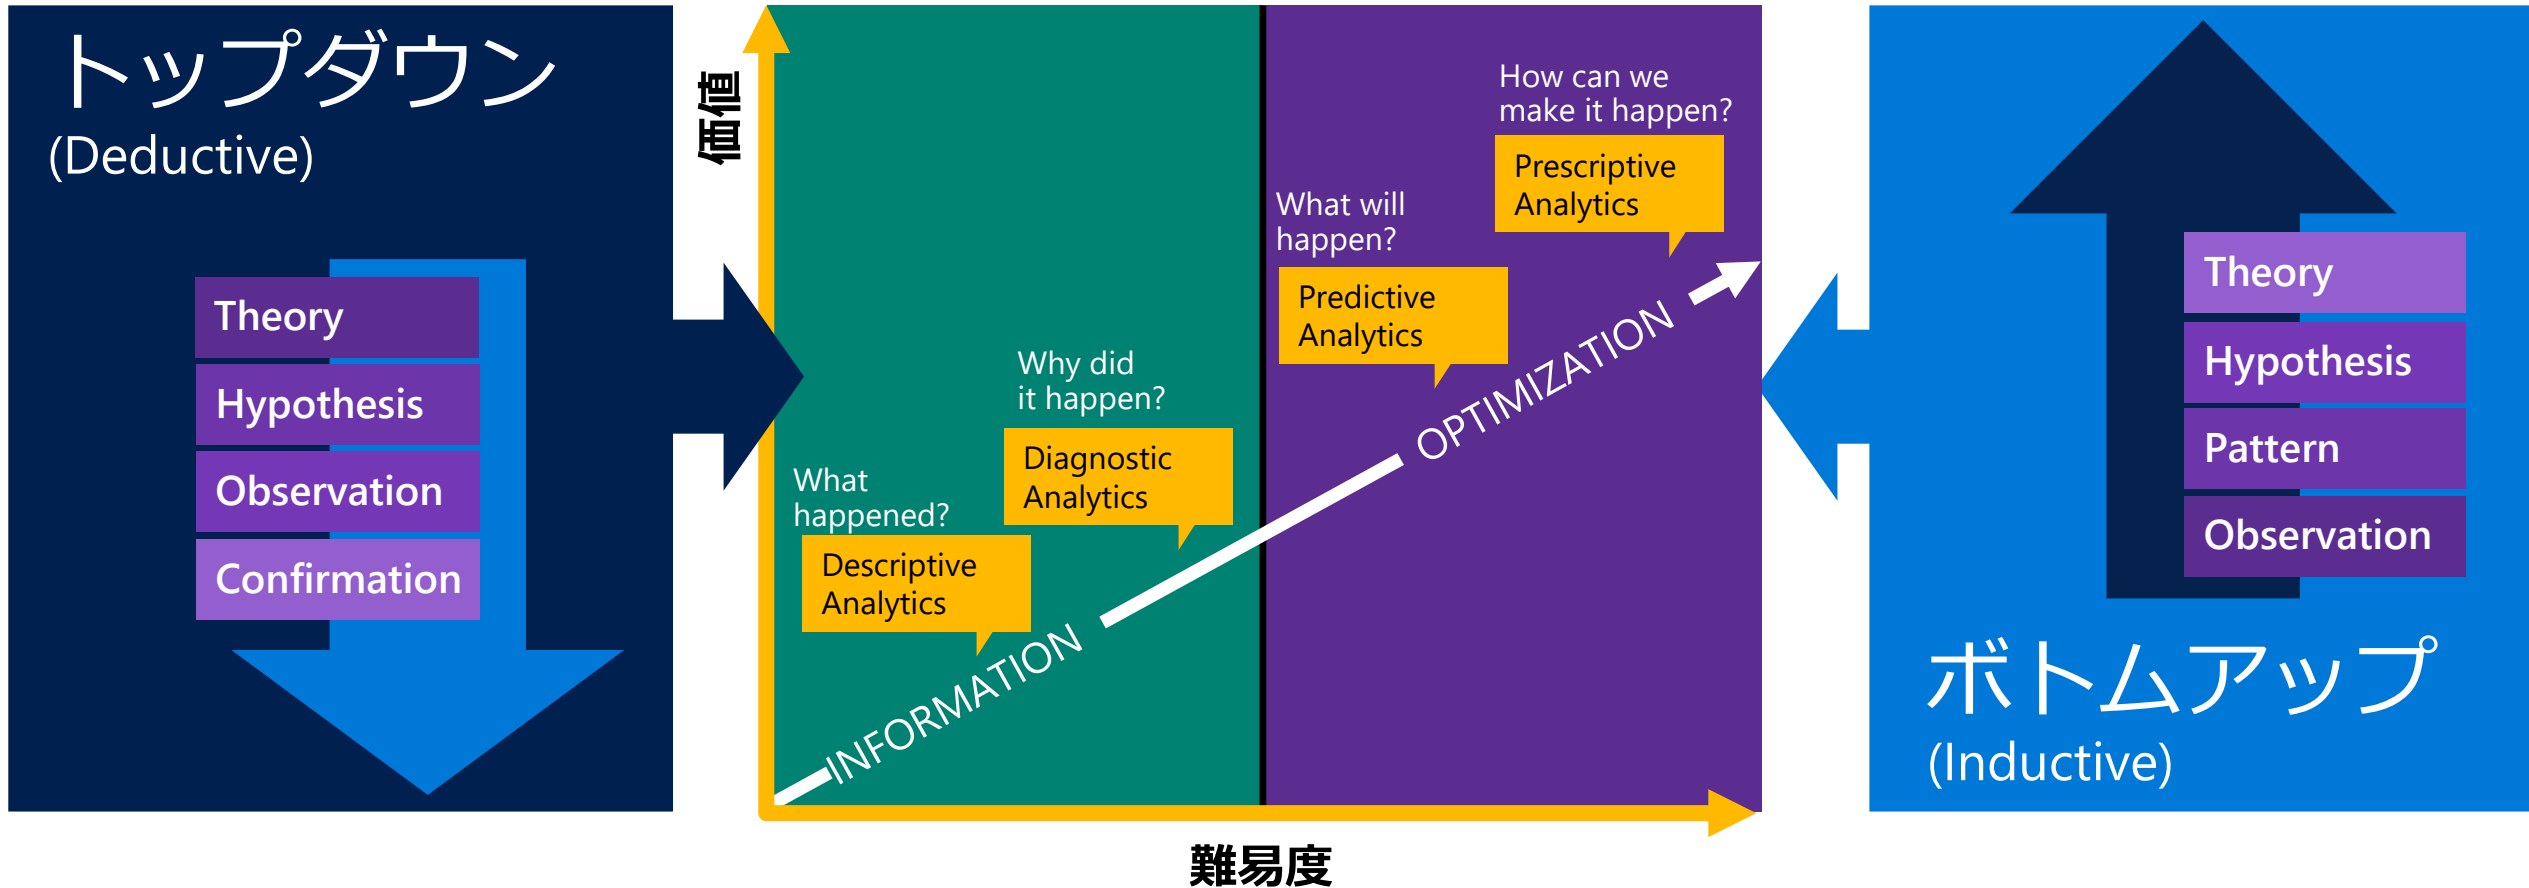 トップダウン
(Deductive)
Theory
Hypothesis
Observation
Confirmation
価値
What
happened?
Descriptive
Analytics
Why did
it happen?
Diagnostic
Analytics
What will
happen?
Predictive
Analytics
How can we
make it happen?
Prescriptive
Analytics
INFORMATION
OPTIMIZATION
難易度
Theory
Hypothesis
Pattern
Observation
ボトムアップ
(Inductive)